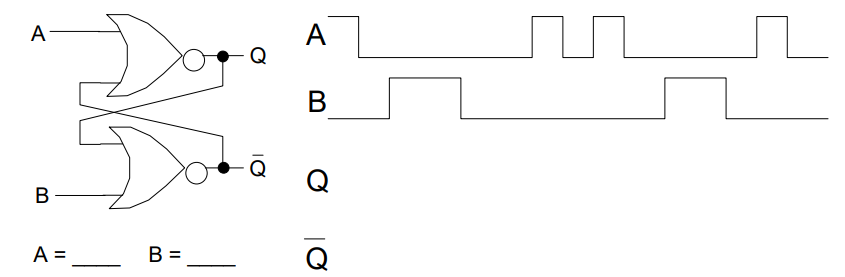 A
Q
Q̅
B
A = ____ B = ____
A
B
Q
Q̅